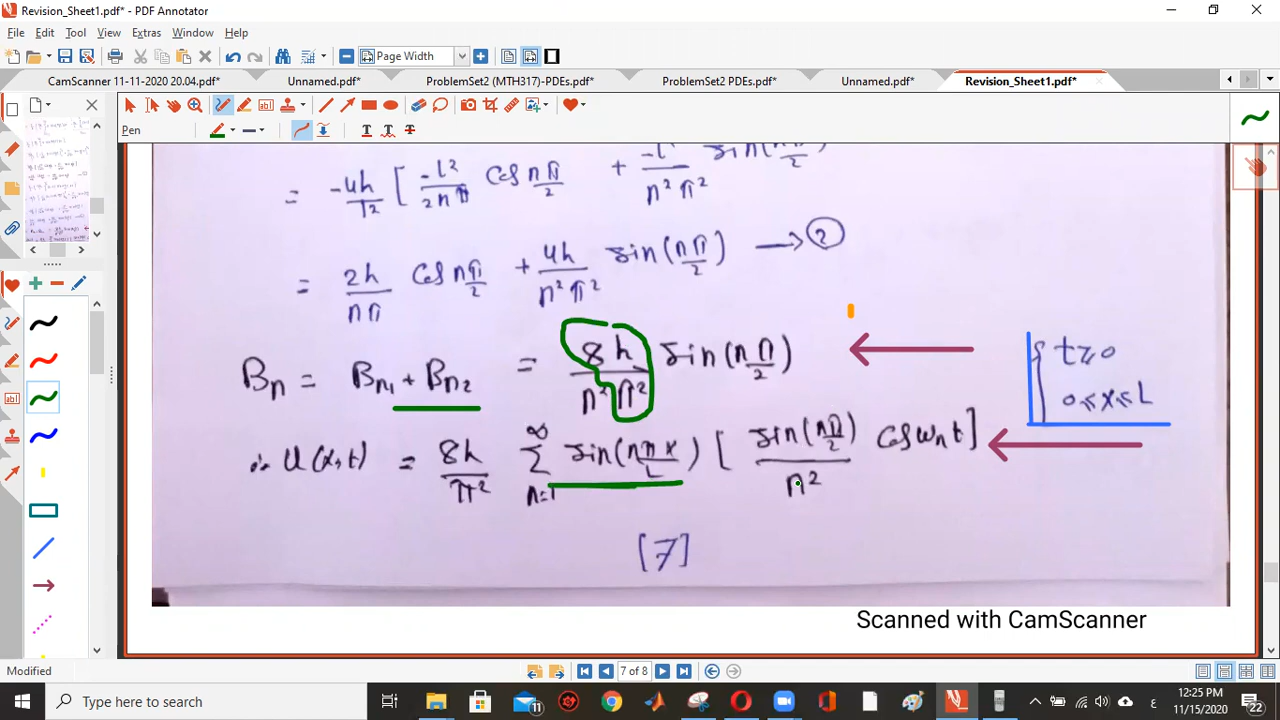 Revision_Sheet1.pdf* - PDF Annotator
File Edit Tool View Extras Window Help
Page Width
CamScanner 11-11-2020 20.04.pdf* Unnamed.pdf* ProblemSet2 (MTH317)-PDEs.pdf* ProblemSet2 PDEs.pdf* Unnamed.pdf* Revision_Sheet1.pdf*
Pen
= -4h/l² [ -l²/2nπ cos nπ/2 + -l²/n²π² sin(nπ/2)
= 2h/nπ cos nπ/2 + 4h/n²π² sin(nπ/2) → ②
Bn = Bn1 + Bn2 = 8h/n²π² sin(nπ/2)
t≥0
0≤x≤L
∴ u(x,t) = 8h/π² ∑ n=1 ∞ sin(nπx/L) [ sin(nπ/2)/n² cos ωn t ]
[7]
Scanned with CamScanner
Modified
7 of 8
Type here to search
11
ε
12:25 PM
11/15/2020
22